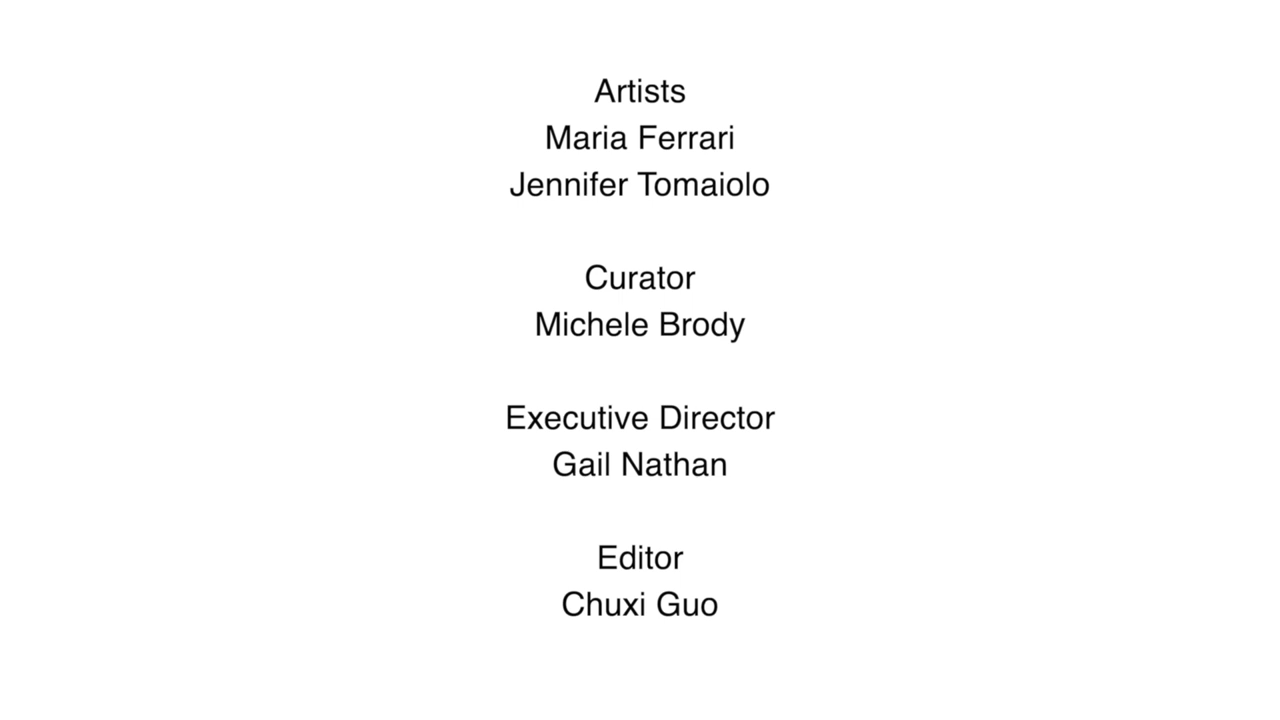 Artists
Maria Ferrari
Jennifer Tomaiolo
Curator
Michele Brody
Executive Director
Gail Nathan
Editor
Chuxi Guo